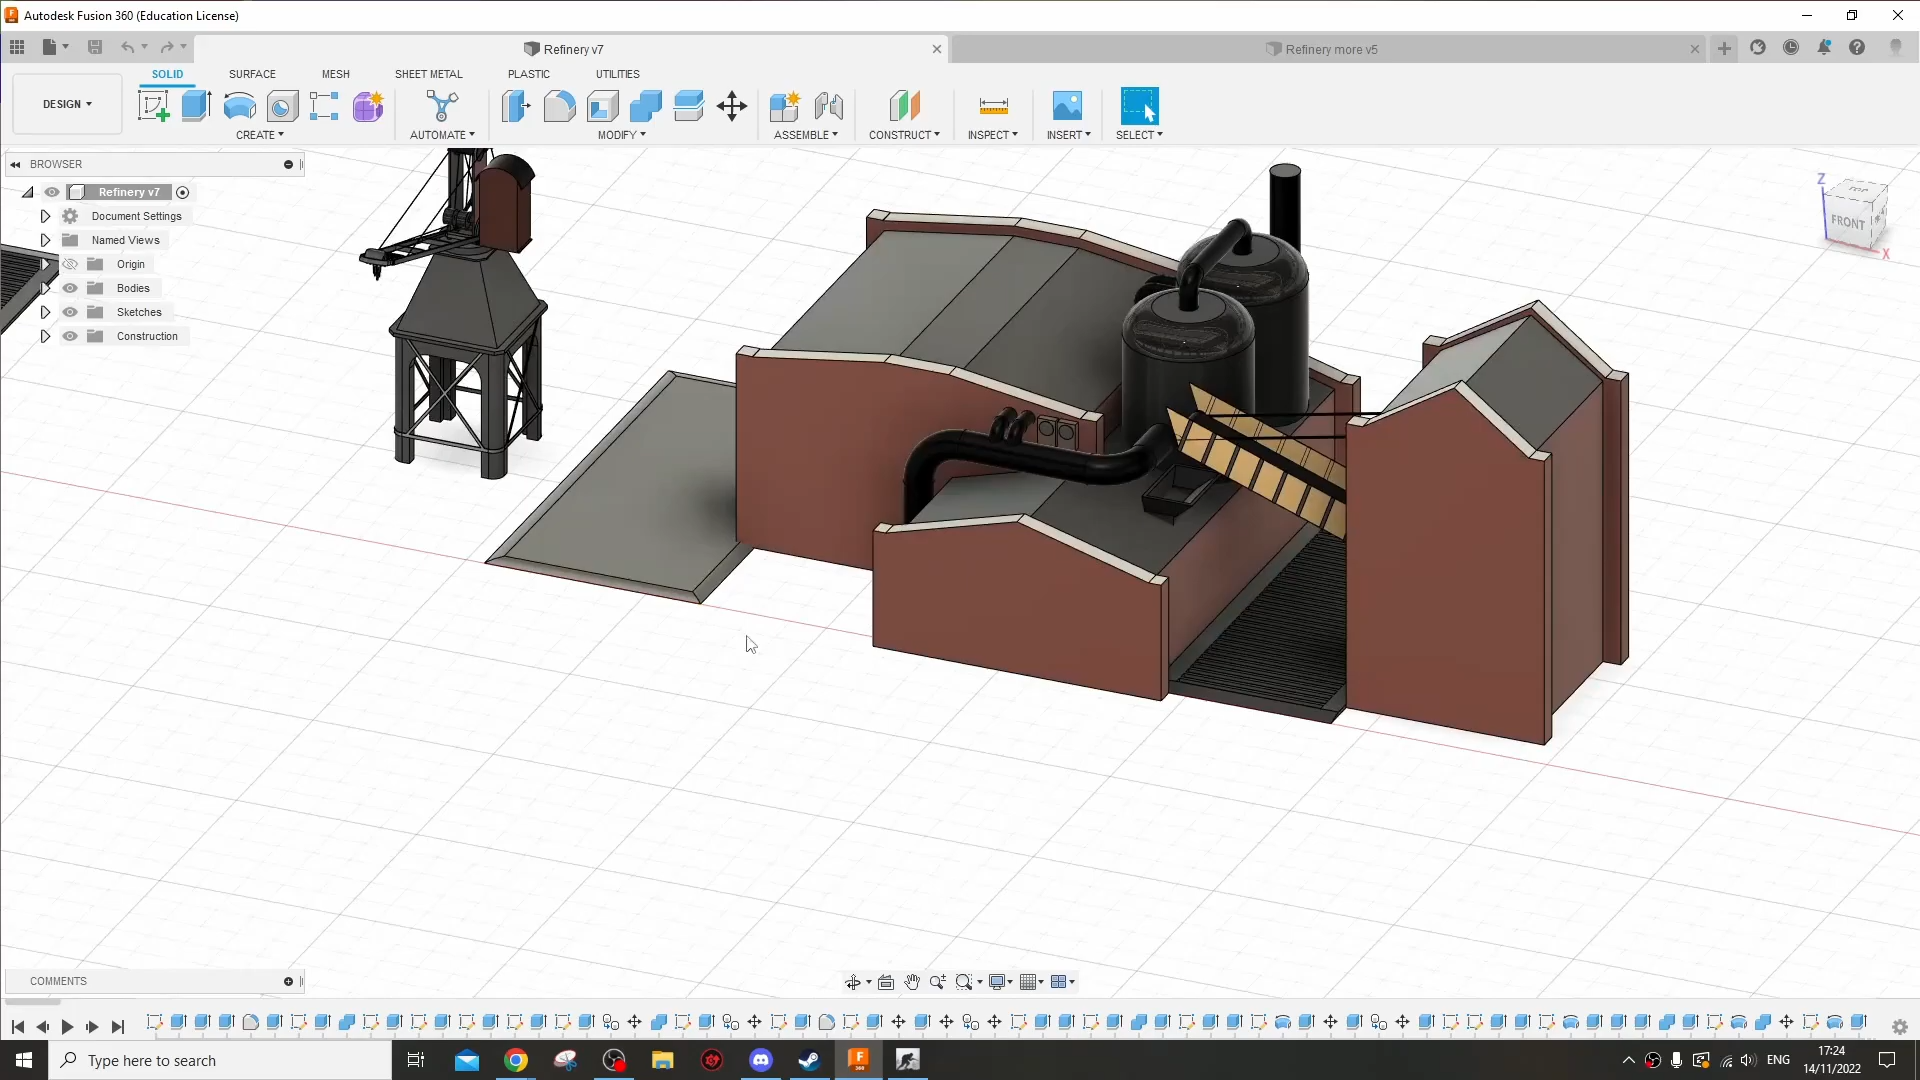 Autodesk Fusion 360 (Education License)
Refinery v7
Refinery more v5
SOLID
SURFACE
MESH
SHEET METAL
PLASTIC
UTILITIES
DESIGN
CREATE
AUTOMATE
MODIFY
ASSEMBLE
CONSTRUCT
INSPECT
INSERT
SELECT
BROWSER
Refinery v7
Document Settings
Named Views
Origin
Bodies
Sketches
Construction
Z
TOP
FRONT
X
COMMENTS
Type here to search
F
360
ENG
17:24
14/11/2022